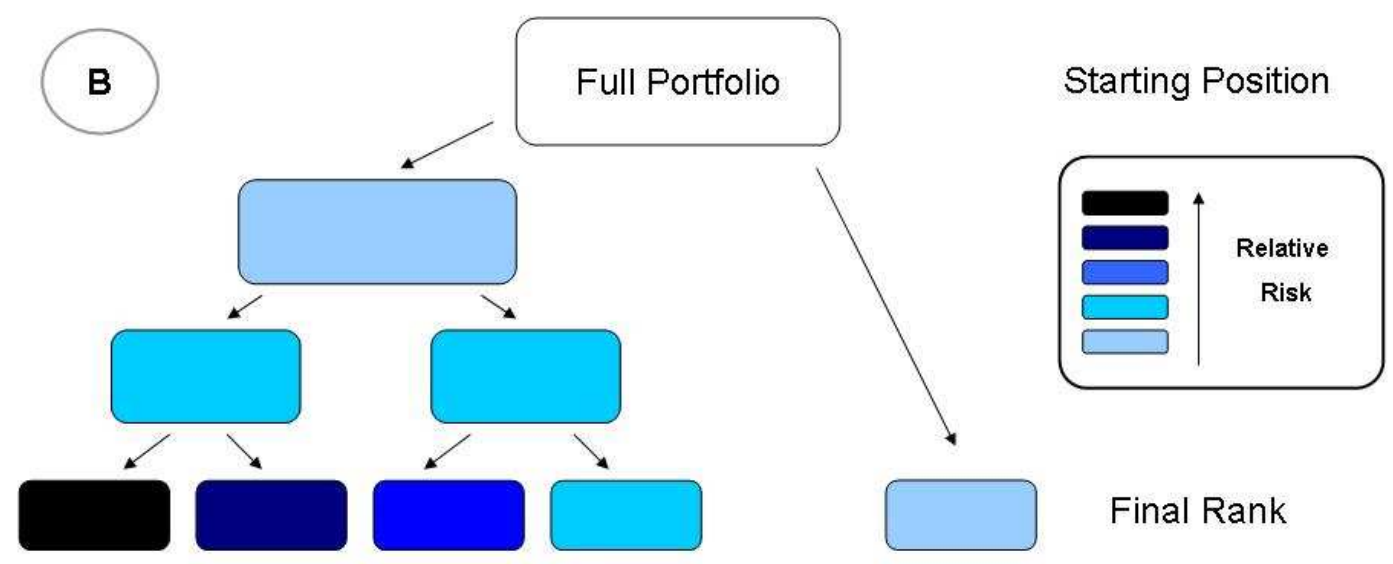 B
Full Portfolio
Starting Position
Relative
Risk
Final Rank